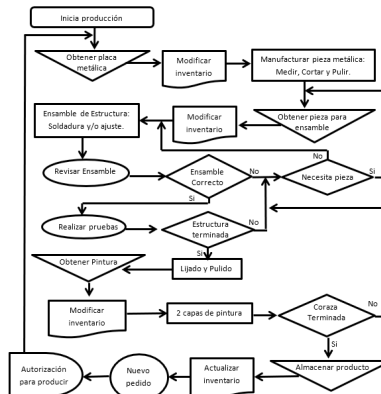 Inicia producción
Obtener placa
metálica
Modificar
inventario
Manufacturar pieza metálica:
Medir, Cortar y Pulir.
Ensamble de Estructura:
Soldadura y/o ajuste.
Modificar
inventario
Obtener pieza para
ensamble
No
Revisar Ensamble
Ensamble
Correcto
No
Necesita pieza
Si
Si
Realizar pruebas
Estructura
terminada
No
Si
Obtener Pintura
Lijado y Pulido
Modificar
inventario
2 capas de pintura
Coraza
Terminada
No
Si
Autorización
para producir
Nuevo
pedido
Actualizar
inventario
Almacenar producto